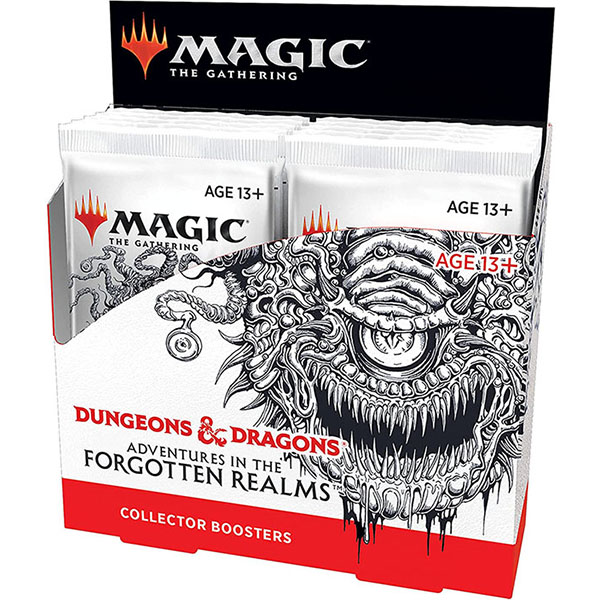 MAGIC
THE GATHERING
AGE 13+
MAGIC
THE GATHERING
AGE 13+
AGE 13+
DUNGEONS & DRAGONS
ADVENTURES IN THE
FORGOTTEN REALMS™
COLLECTOR BOOSTERS